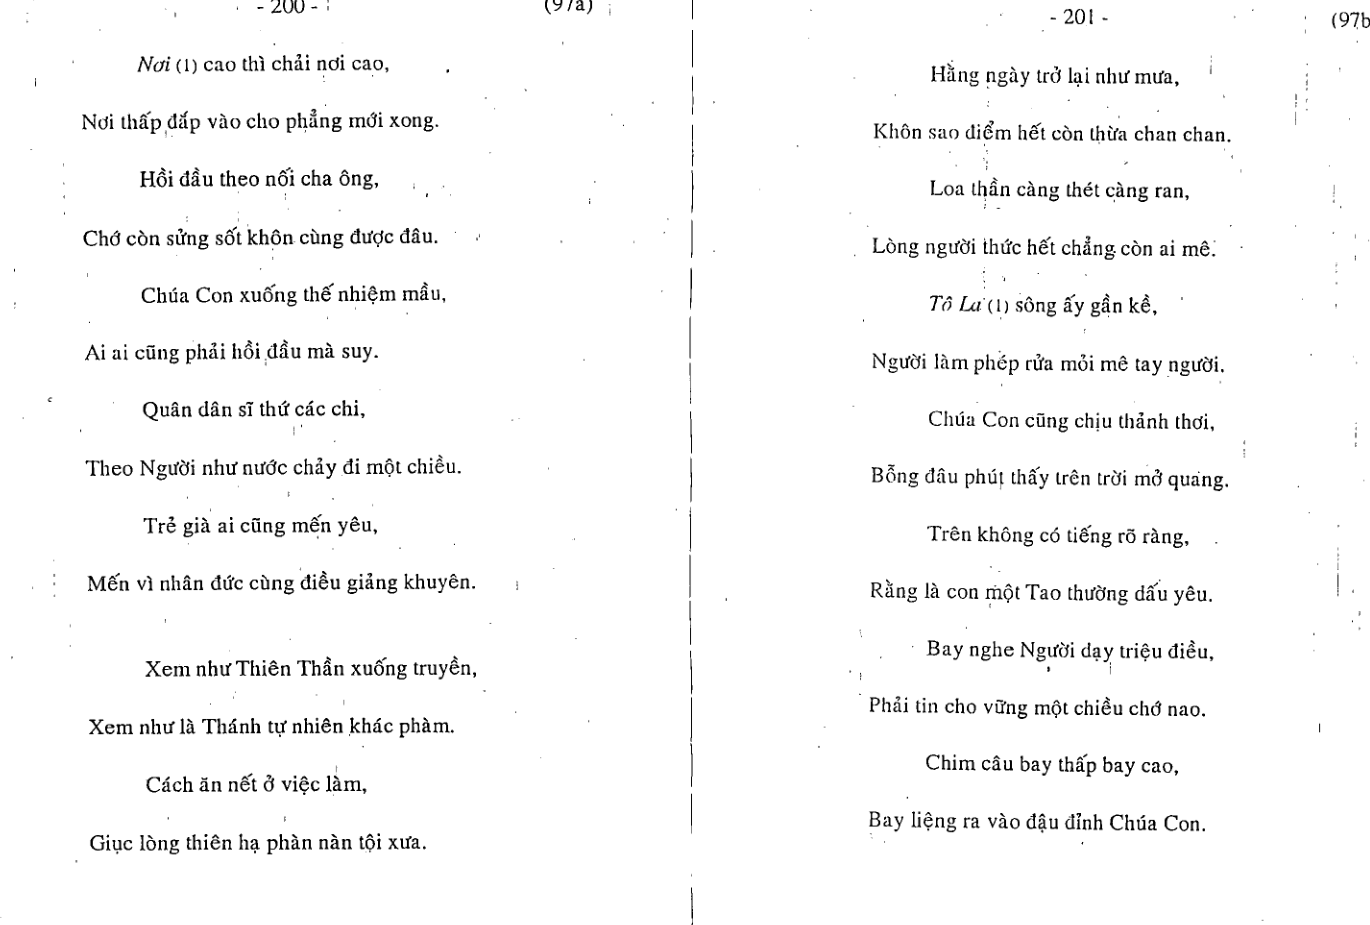 - 200 - (97a)
Nơi (1) cao thì chải nơi cao,
Nơi thấp đắp vào cho phẳng mới xong.
Hồi đầu theo nối cha ông,
Chớ còn sửng sốt khôn cùng được đâu.
Chúa Con xuống thế nhiệm mầu,
Ai ai cũng phải hồi đầu mà suy.
Quân dân sĩ thứ các chi,
Theo Người như nước chảy đi một chiều.
Trẻ già ai cũng mến yêu,
Mến vì nhân đức cùng điều giảng khuyên.
Xem như Thiên Thần xuống truyền,
Xem như là Thánh tự nhiên khác phàm.
Cách ăn nết ở việc làm,
Giục lòng thiên hạ phàn nàn tội xưa.
- 201 - (97b
Hằng ngày trở lại như mưa,
Khôn sao điểm hết còn thừa chan chan.
Loa thần càng thét càng ran,
Lòng người thức hết chẳng còn ai mê.
Tô La (1) sông ấy gần kề,
Người làm phép rửa mỏi mê tay người.
Chúa Con cũng chịu thảnh thơi,
Bỗng đâu phút thấy trên trời mở quang.
Trên không có tiếng rõ ràng,
Rằng là con một Tao thường dấu yêu.
Bay nghe Người dạy triệu điều,
Phải tin cho vững một chiều chớ nao.
Chim câu bay thấp bay cao,
Bay liệng ra vào đậu đỉnh Chúa Con.